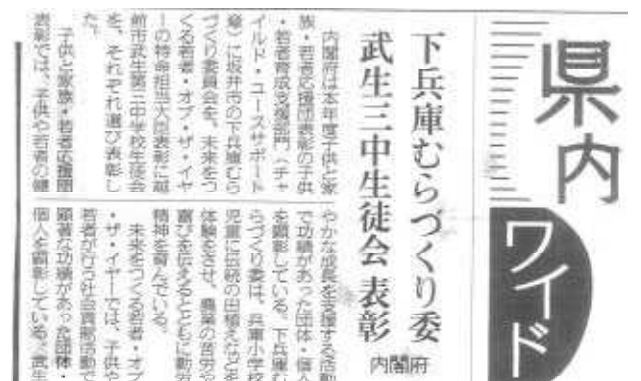 県内
ワイド
下兵庫むらづくり委
武生三中生徒会 表彰
内閣府
内閣府は本年度子供と家
族・若者応援団表彰の子供
・若者育成支援部門（チャ
イルド・ユースサポート
章）に坂井市の下兵庫むら
づくり委員会を、未来をつ
くる若者・オブ・ザ・イヤ
ーの特命担当大臣表彰に越
前市武生第三中学校生徒会
を、それぞれ選び表彰し
た。
子供と家族・若者応援団
表彰では、子供や若者の健
やかな成長を支援する活動
で功績があった団体・個人
を顕彰している。下兵庫む
らづくり委は、兵庫小学校
児童に伝統の田植えなどを
体験をさせ、農業の苦労や
喜びを伝えるとともに勤労
精神を育んでいる。
未来をつくる若者・オブ
・ザ・イヤーでは、子供や
若者が行う社会貢献活動で
顕著な功績があった団体・
個人を顕彰している。武生